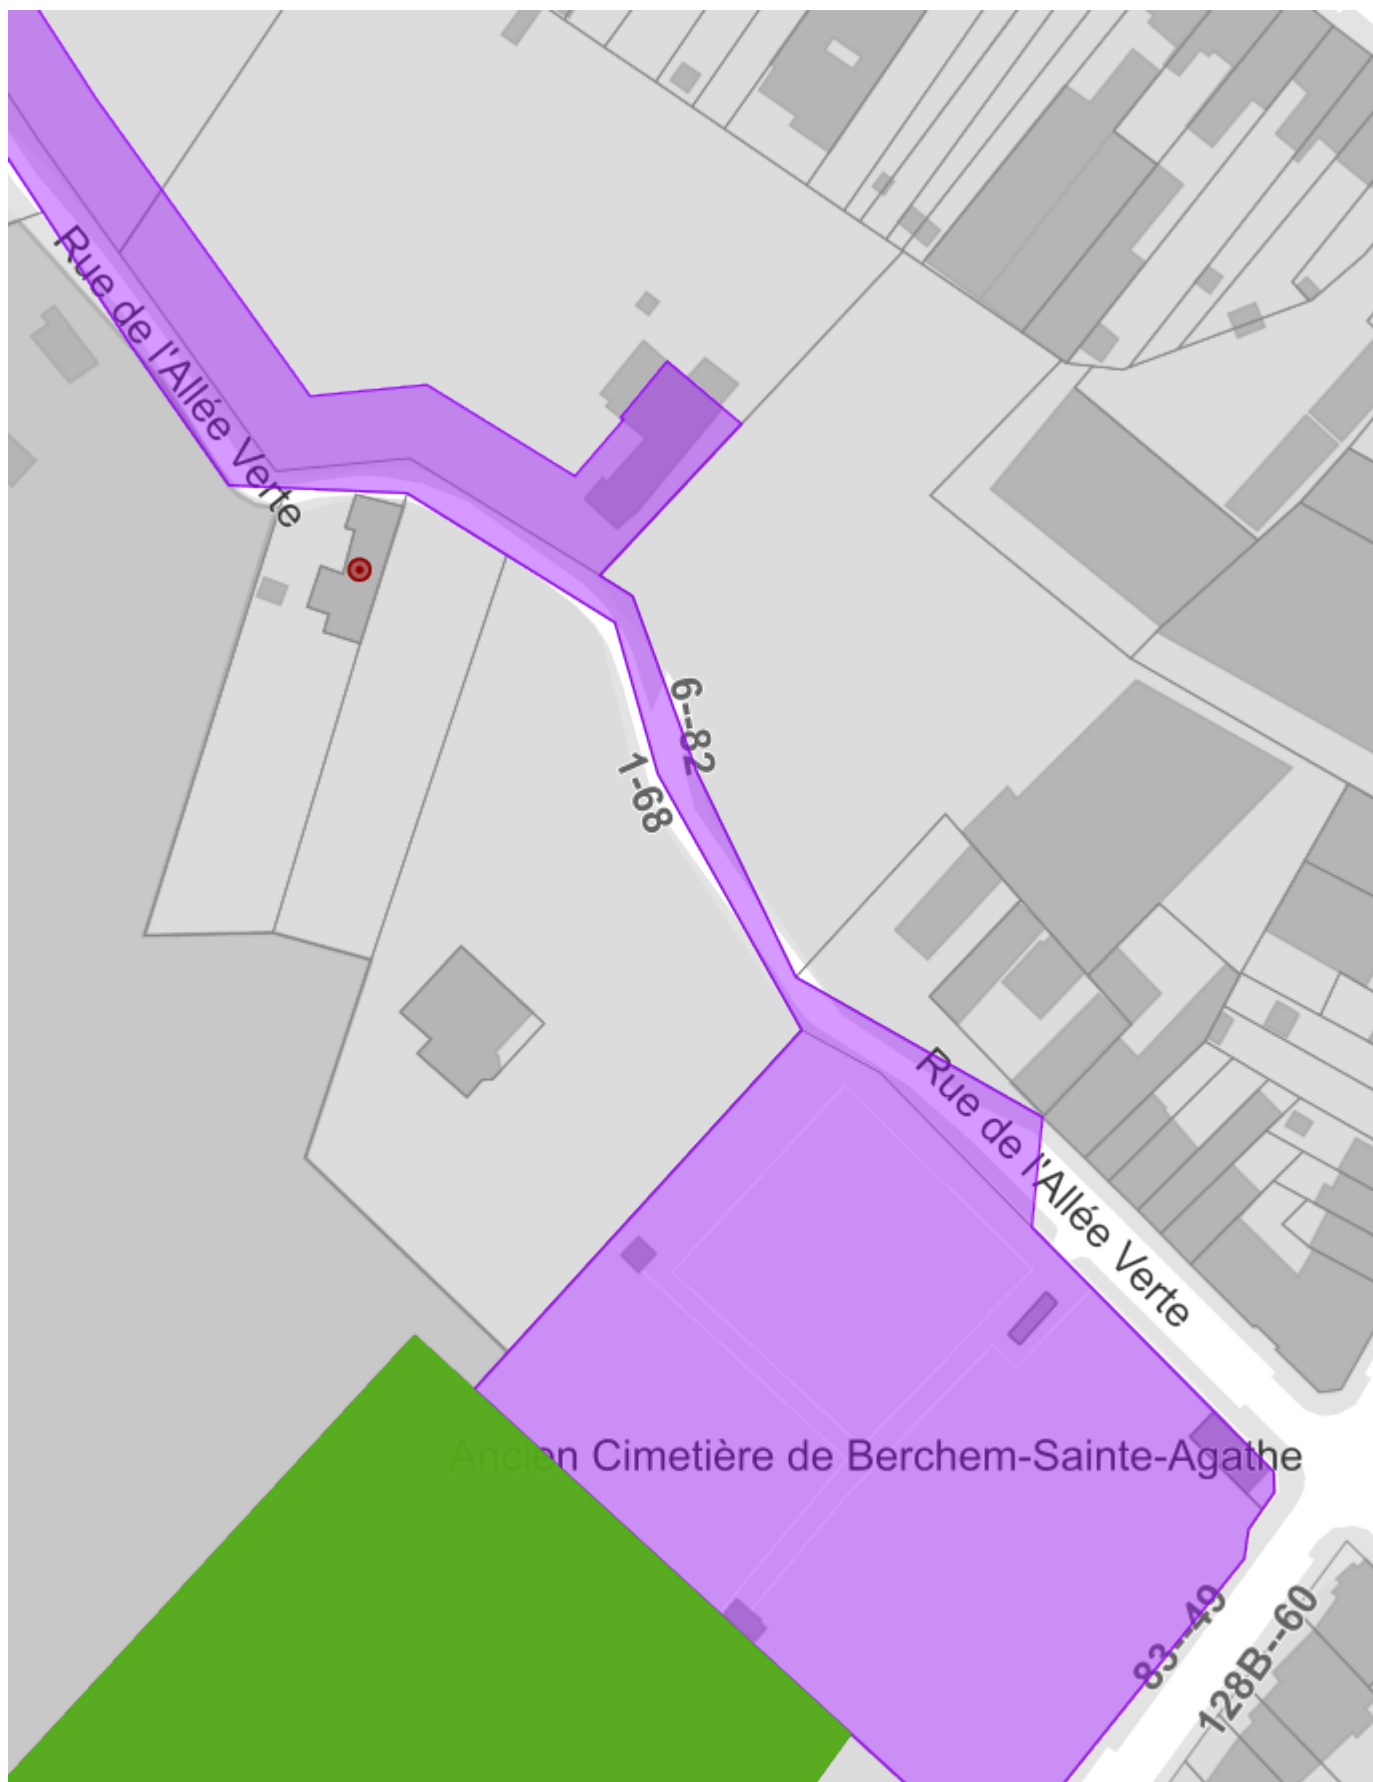 Rue de l'Allée Verte
6--82
1-68
Rue de l'Allée Verte
Ancien Cimetière de Berchem-Sainte-Agathe
83--49
128B--60